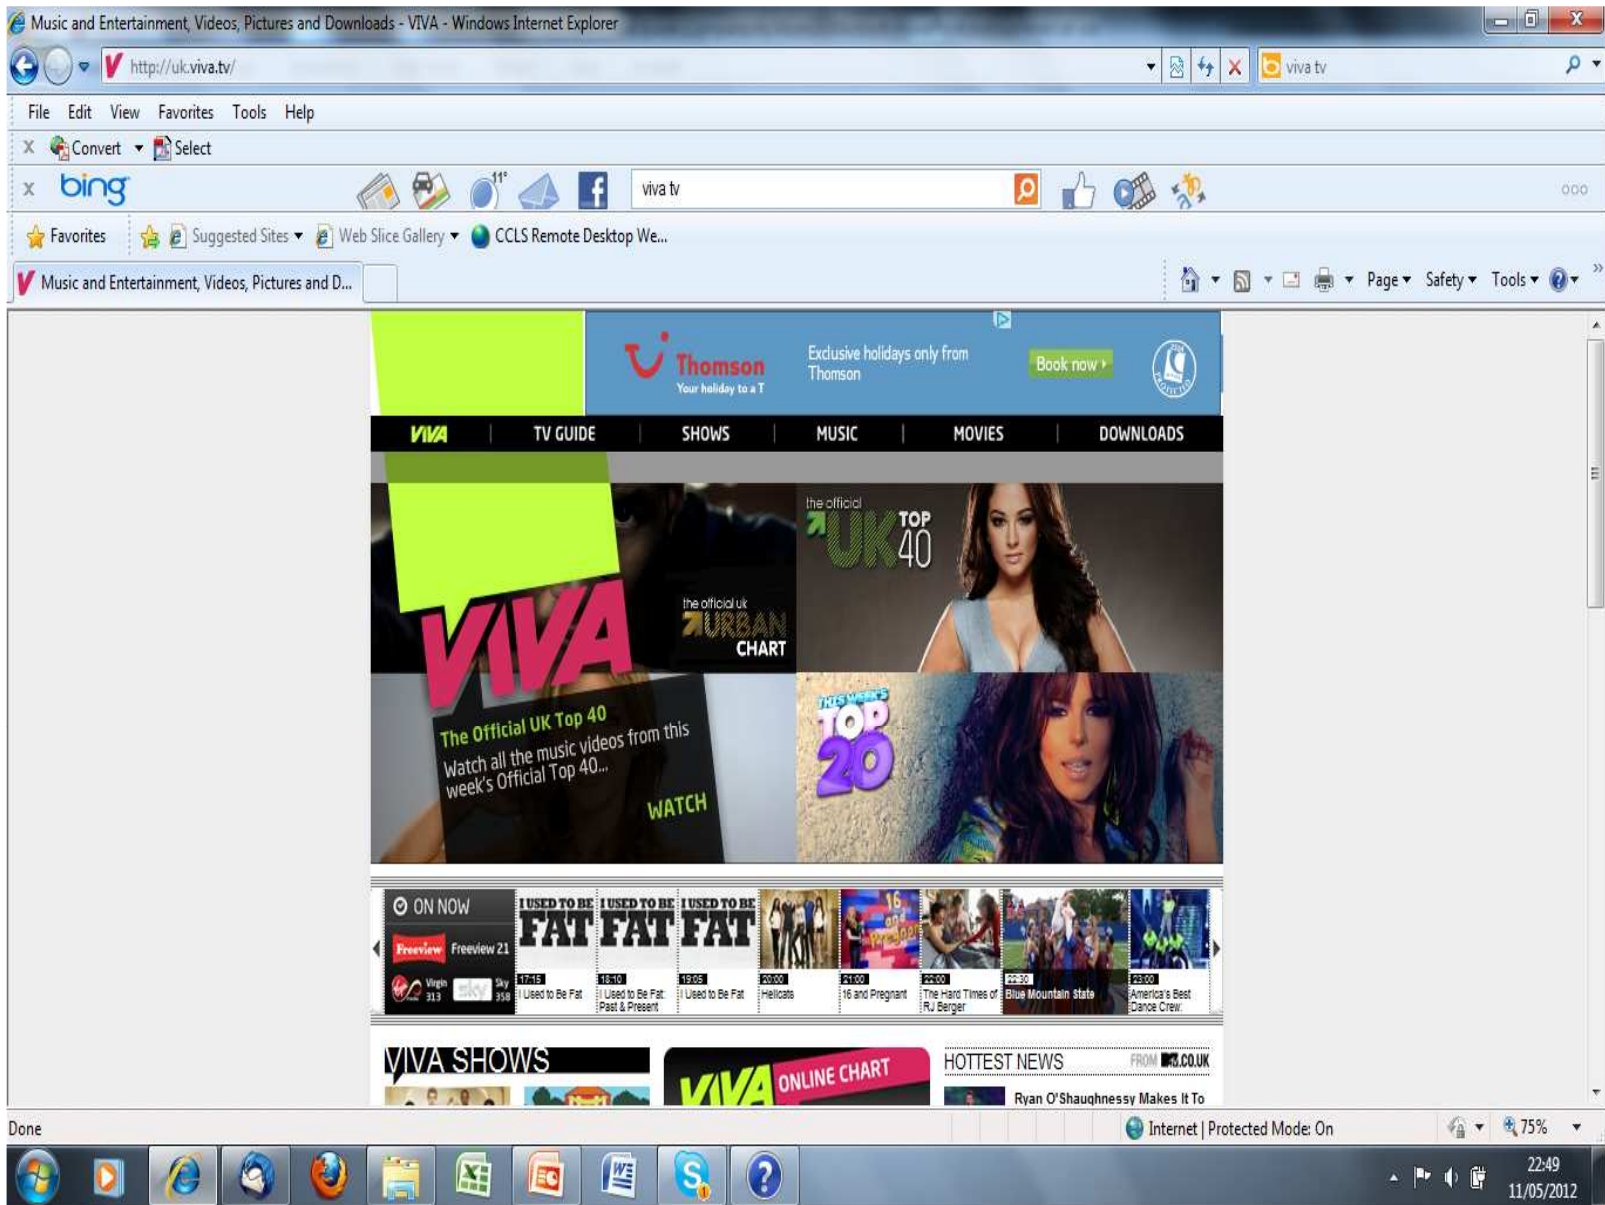 Music and Entertainment, Videos, Pictures and Downloads - VIVA - Windows Internet Explorer
http://uk.viva.tv/
viva tv
File Edit View Favorites Tools Help
X Convert Select
x bing 11° viva tv
Favorites Suggested Sites Web Slice Gallery CCLS Remote Desktop We...
Music and Entertainment, Videos, Pictures and D...
Page Safety Tools
Thomson
Your holiday to a T
Exclusive holidays only from
Thomson
Book now
VIVA TV GUIDE SHOWS MUSIC MOVIES DOWNLOADS
the official uk
URBAN
CHART
the official
UK TOP
40
VIVA
The Official UK Top 40
Watch all the music videos from this
week's Official Top 40...
WATCH
THIS WEEK'S
TOP
20
ON NOW
Freeview Freeview 21
Virgin
313
sky Sky
358
I USED TO BE
FAT
17:15
I Used to Be Fat
I USED TO BE
FAT
18:10
I Used to Be Fat:
Past & Present
I USED TO BE
FAT
19:05
I Used to Be Fat
20:00
Hellcats
16
and
Pregnant
21:00
16 and Pregnant
22:00
The Hard Times of
RJ Berger
22:30
Blue Mountain State
23:00
America's Best
Dance Crew:
VIVA SHOWS
VIVA ONLINE CHART
HOTTEST NEWS FROM MTV.CO.UK
Ryan O'Shaughnessy Makes It To
Done
Internet | Protected Mode: On
75%
22:49
11/05/2012